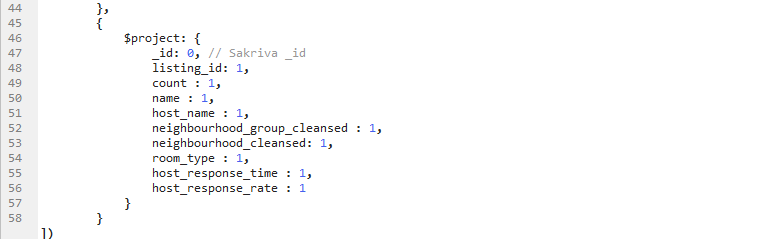 44        },
45        {
46            $project: {
47                _id: 0, // Sakriva _id
48                listing_id: 1,
49                count : 1,
50                name : 1,
51                host_name : 1,
52                neighbourhood_group_cleansed : 1,
53                neighbourhood_cleansed: 1,
54                room_type : 1,
55                host_response_time : 1,
56                host_response_rate : 1
57            }
58        }
])